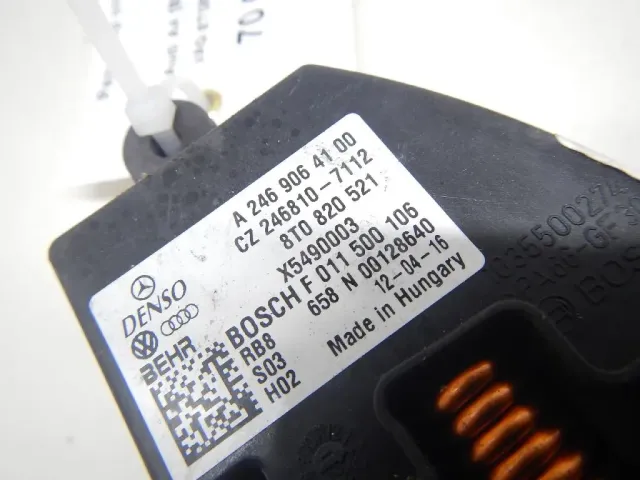 A 246 906 41 00
CZ 246810-7112
8T0 820 521
X5490003
BOSCH F 011 500 106
658 N 00128640
12-04-16
Made in Hungary
DENSO
BEHR
RB8
S03
H02
70